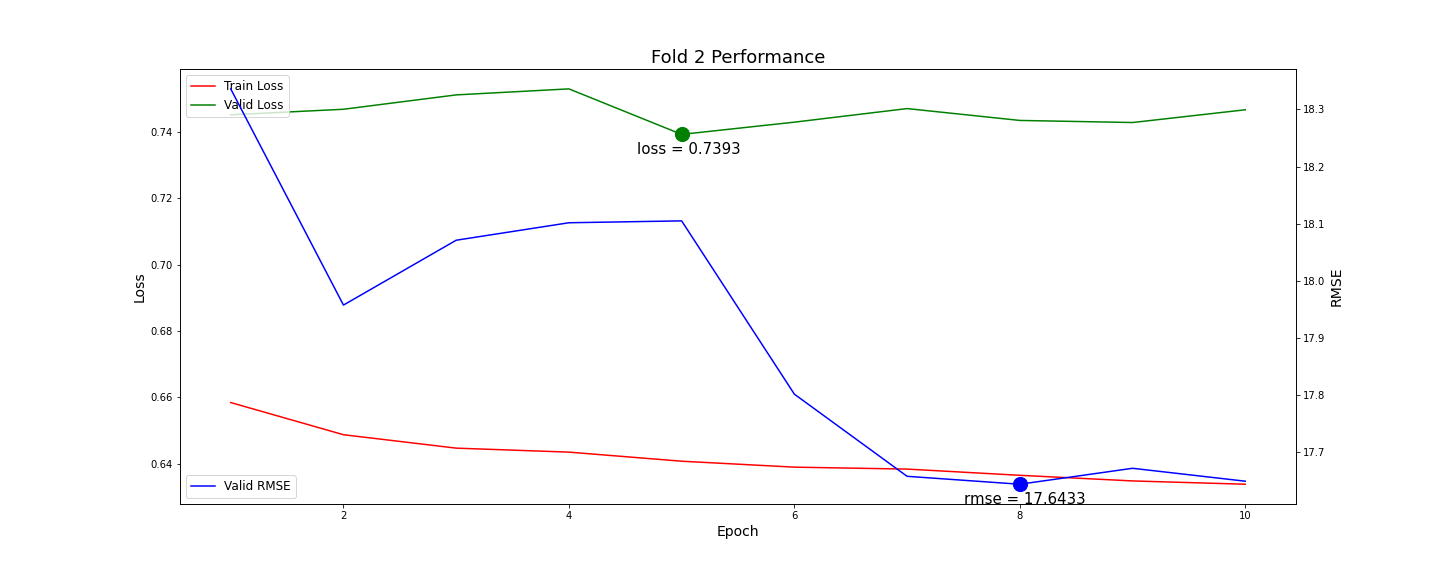 Fold 2 Performance
Train Loss
Valid Loss
Valid RMSE
loss = 0.7393
rmse = 17.6433
Loss
0.74
0.72
0.70
0.68
0.66
0.64
RMSE
18.3
18.2
18.1
18.0
17.9
17.8
17.7
2
4
6
8
10
Epoch